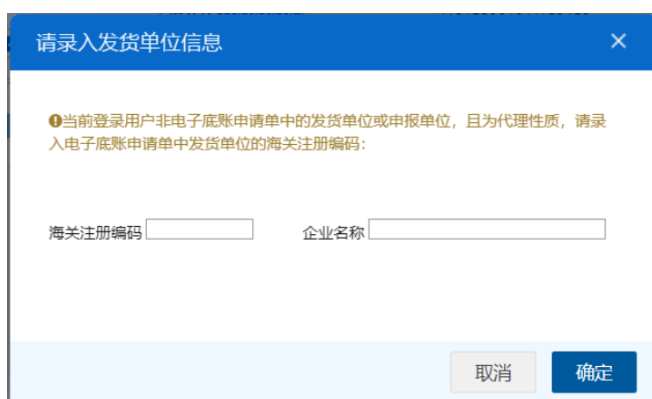 请录入发货单位信息
当前登录用户非电子底账申请单中的发货单位或申报单位，且为代理性质，请录
入电子底账申请单中发货单位的海关注册编码：
海关注册编码 企业名称
取消 确定